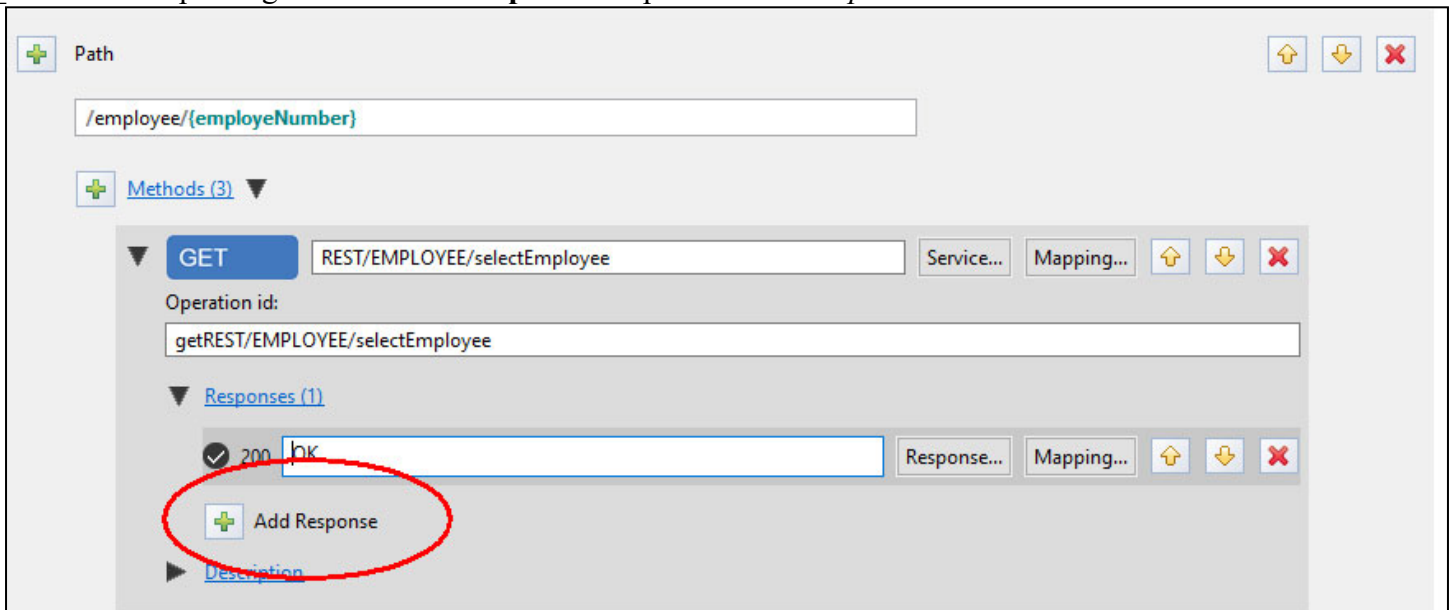 Path
/employee/{employeNumber}
Methods (3)
GET REST/EMPLOYEE/selectEmployee Service... Mapping...
Operation id:
getREST/EMPLOYEE/selectEmployee
Responses (1)
200 OK Response... Mapping...
Add Response
Description